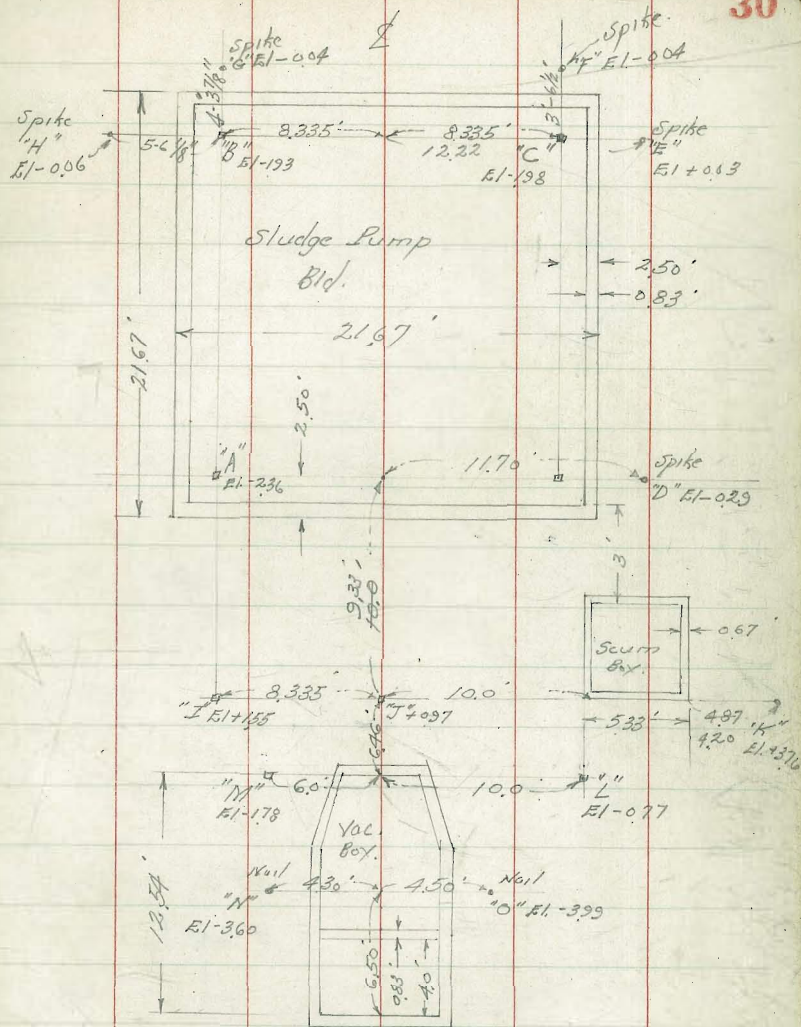 30
℄
Spike
"G" El-0.04
Spike.
"F" El-0.04
4-3 7/8"
3'-6 1/2"
Spike
"H"
El-0.06
5-6 1/8"
8.335'
8.335'
12.22
"B"
El-1.93
"C"
El-1.98
Spike
"E"
El+0.03
Sludge Pump
Bld.
2.50'
0.83'
21.67'
21.67'
2.50'
"A"
El.-2.36
11.70'
Spike
"D" El-0.29
9.33'
10.0
3'
Scum
Box.
0.67
8.335
10.0'
"I" El+1.55
"J"+0.97
6.46'
5.33'
4.87
4.20
"K"
El.+3.76
"M"
6.0'
10.0
"L"
El-1.78
El-0.77
Vac.
Box.
12.54'
Nail
4.30'
4.50'
Nail
"N"
"O" El.-3.99
El-3.60
6.50'
0.83'
4.0'